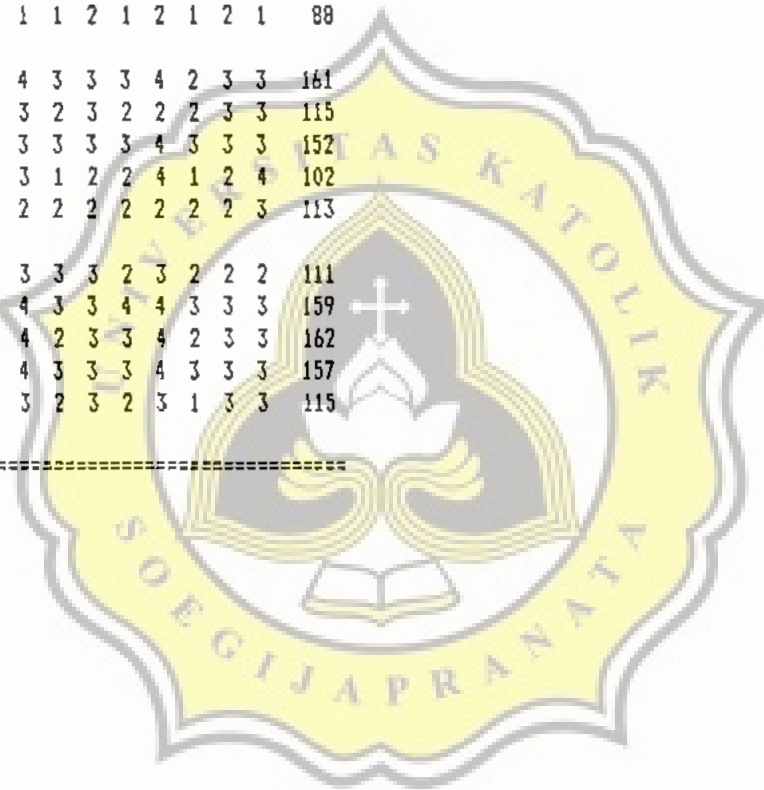 1 1 2 1 2 1 2 1 88
4 3 3 3 4 2 3 3 161
3 2 3 2 2 2 3 3 115
3 3 3 3 4 3 3 3 152
3 1 2 2 4 1 2 4 102
2 2 2 2 2 2 2 3 113
3 3 3 2 3 2 2 2 111
4 3 3 4 4 3 3 3 159
4 2 3 3 4 2 3 3 162
4 3 3 3 4 3 3 3 157
3 2 3 2 3 1 3 3 115
UNIVERSITAS KATOLIK
SOEGIJAPRANATA